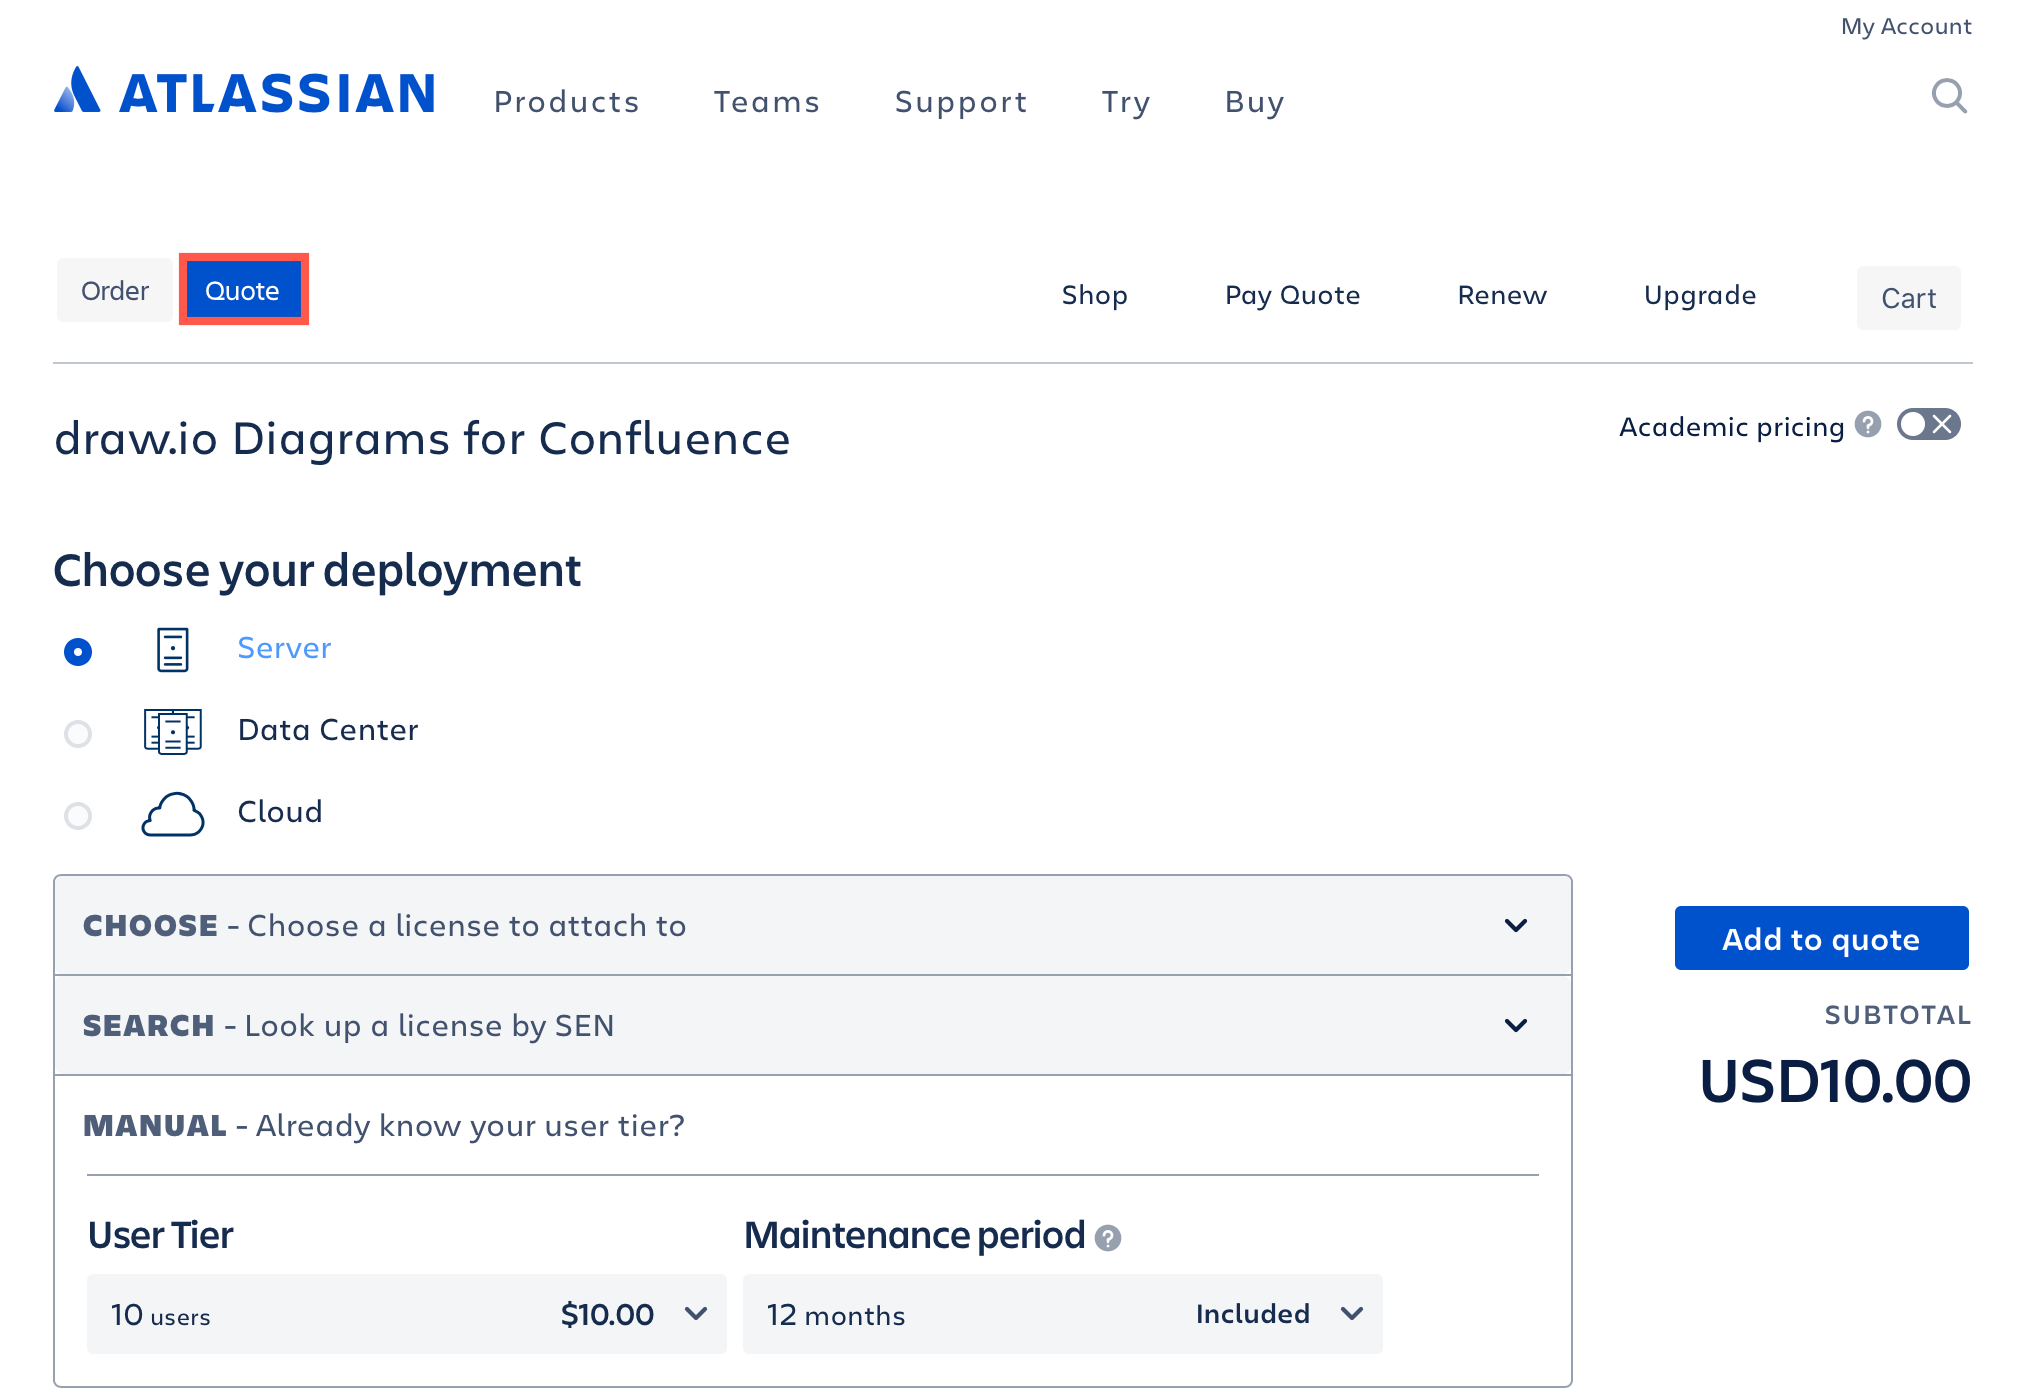 My Account
ATLASSIAN Products Teams Support Try Buy
Order Quote Shop Pay Quote Renew Upgrade Cart
draw.io Diagrams for Confluence
Academic pricing ?
Choose your deployment
Server
Data Center
Cloud
CHOOSE - Choose a license to attach to
SEARCH - Look up a license by SEN
MANUAL - Already know your user tier?
Add to quote
SUBTOTAL
USD10.00
User Tier
10 users $10.00
Maintenance period ?
12 months Included